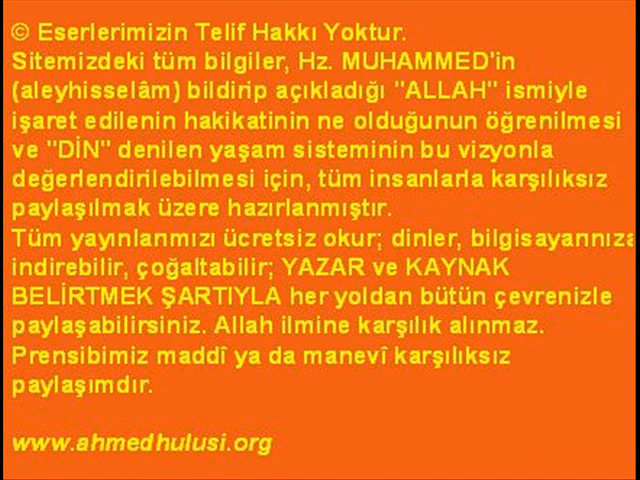 © Eserlerimizin Telif Hakkı Yoktur.
Sitemizdeki tüm bilgiler, Hz. MUHAMMED'in
(aleyhisselâm) bildirip açıkladığı "ALLAH" ismiyle
işaret edilenin hakikatinin ne olduğunun öğrenilmesi
ve "DİN" denilen yaşam sisteminin bu vizyonla
değerlendirilebilmesi için, tüm insanlarla karşılıksız
paylaşılmak üzere hazırlanmıştır.
Tüm yayınlarımızı ücretsiz okur; dinler, bilgisayarınıza
indirebilir, çoğaltabilir; YAZAR ve KAYNAK
BELİRTMEK ŞARTIYLA her yoldan bütün çevrenizle
paylaşabilirsiniz. Allah ilmine karşılık alınmaz.
Prensibimiz maddî ya da manevî karşılıksız
paylaşımdır.
www.ahmedhulusi.org